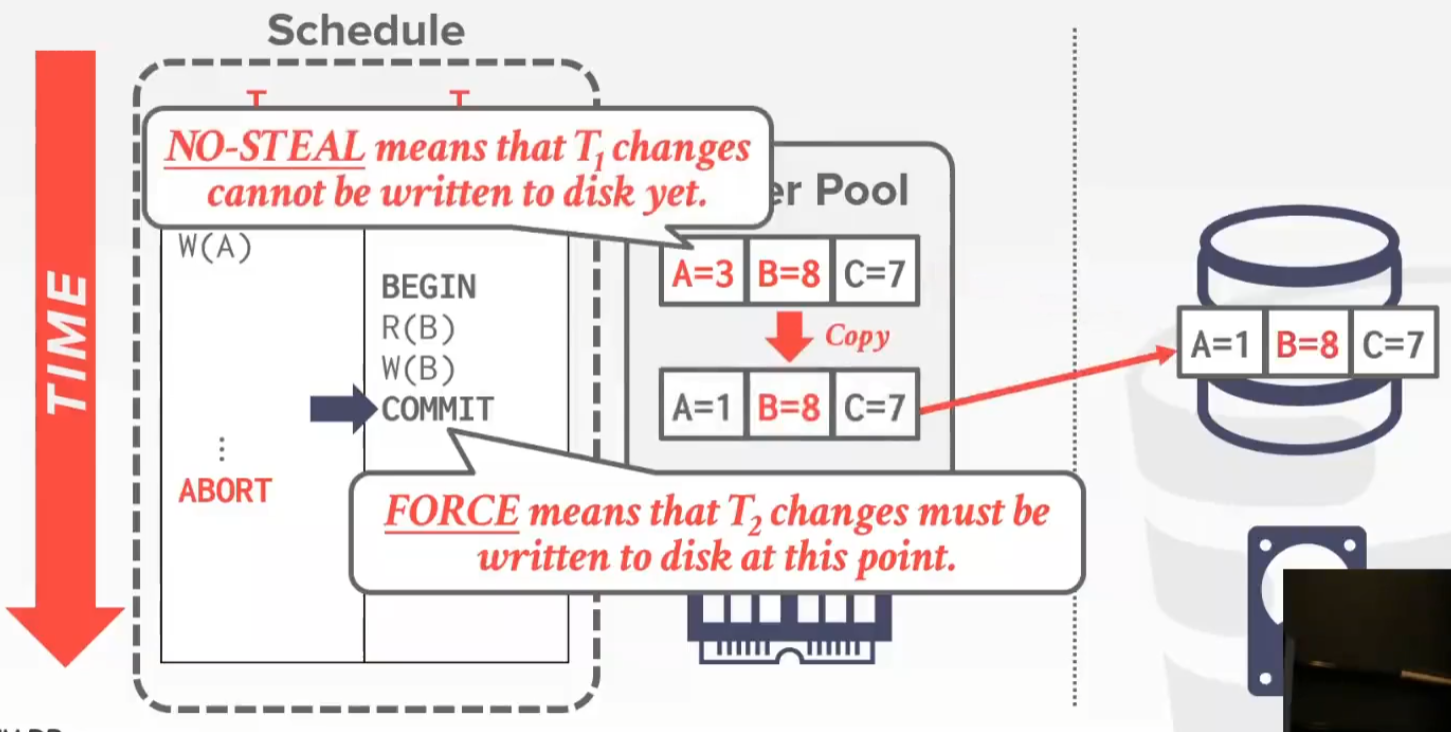 Schedule
TIME
T
T
NO-STEAL means that T1 changes
cannot be written to disk yet.
er Pool
W(A)
BEGIN
R(B)
W(B)
COMMIT
⋮
ABORT
A=3 B=8 C=7
Copy
A=1 B=8 C=7
A=1 B=8 C=7
FORCE means that T2 changes must be
written to disk at this point.